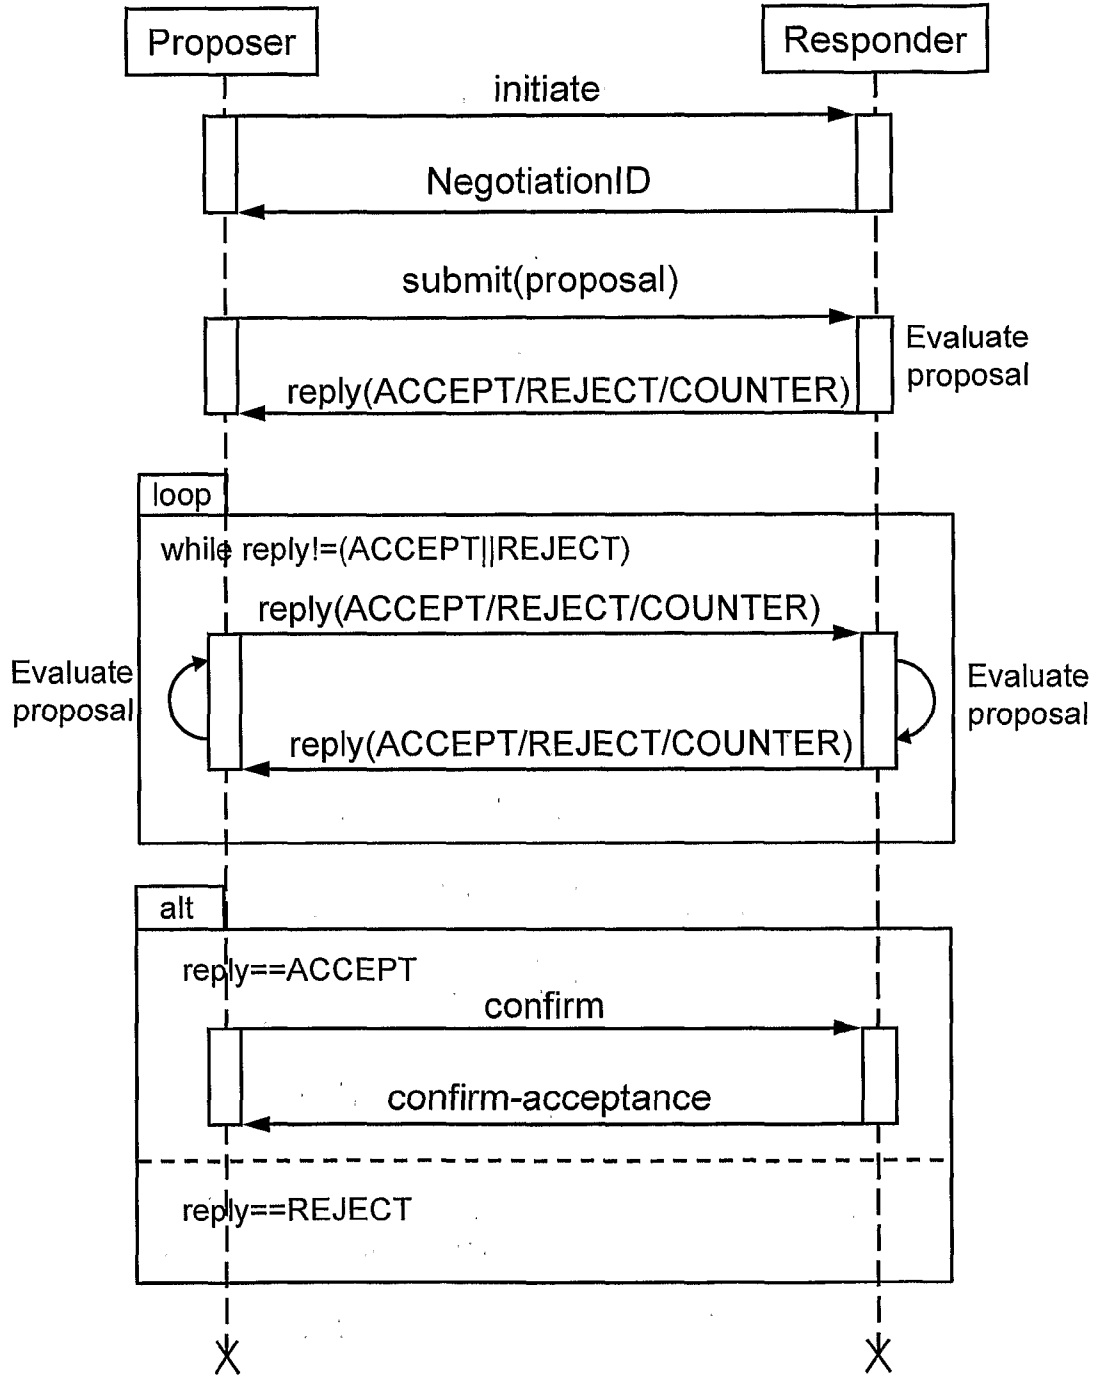 Proposer
Responder
initiate
NegotiationID
submit(proposal)
Evaluate
proposal
reply(ACCEPT/REJECT/COUNTER)
loop
while reply!=(ACCEPT||REJECT)
reply(ACCEPT/REJECT/COUNTER)
Evaluate
proposal
Evaluate
proposal
reply(ACCEPT/REJECT/COUNTER)
alt
reply==ACCEPT
confirm
confirm-acceptance
reply==REJECT